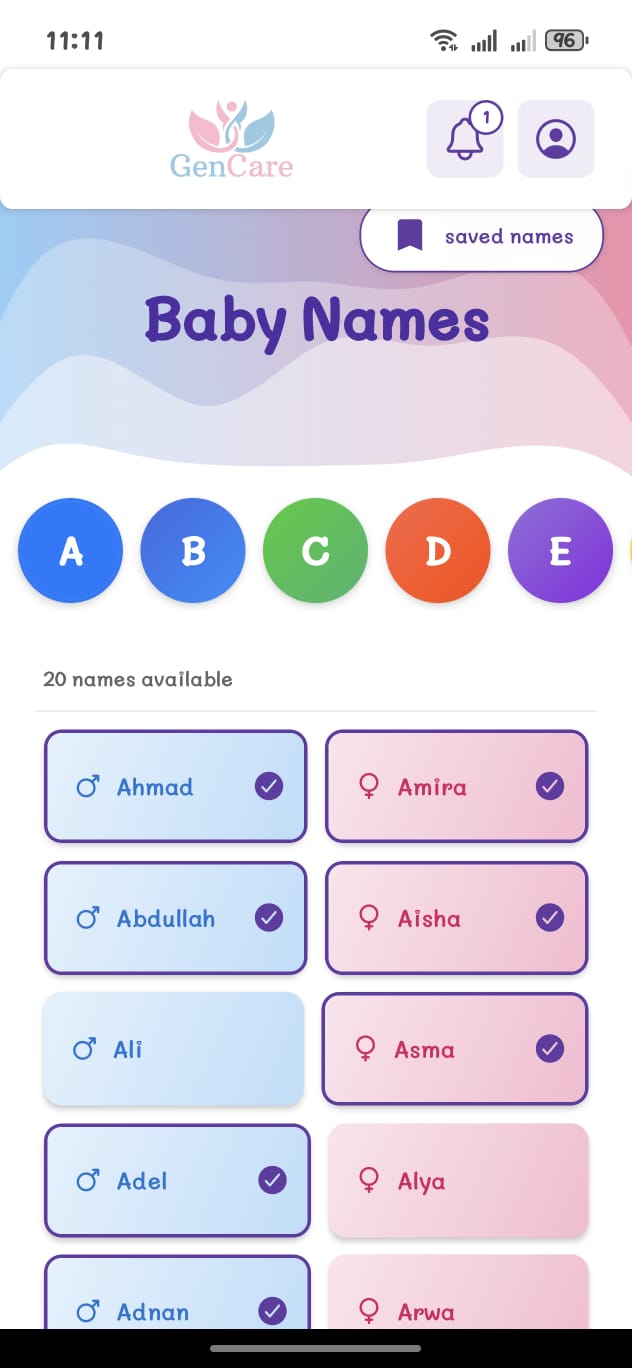 11:11
96
1
GenCare
saved names
Baby Names
A B C D E
20 names available
Ahmad Amira
Abdullah Aisha
Ali Asma
Adel Alya
Adnan Arwa